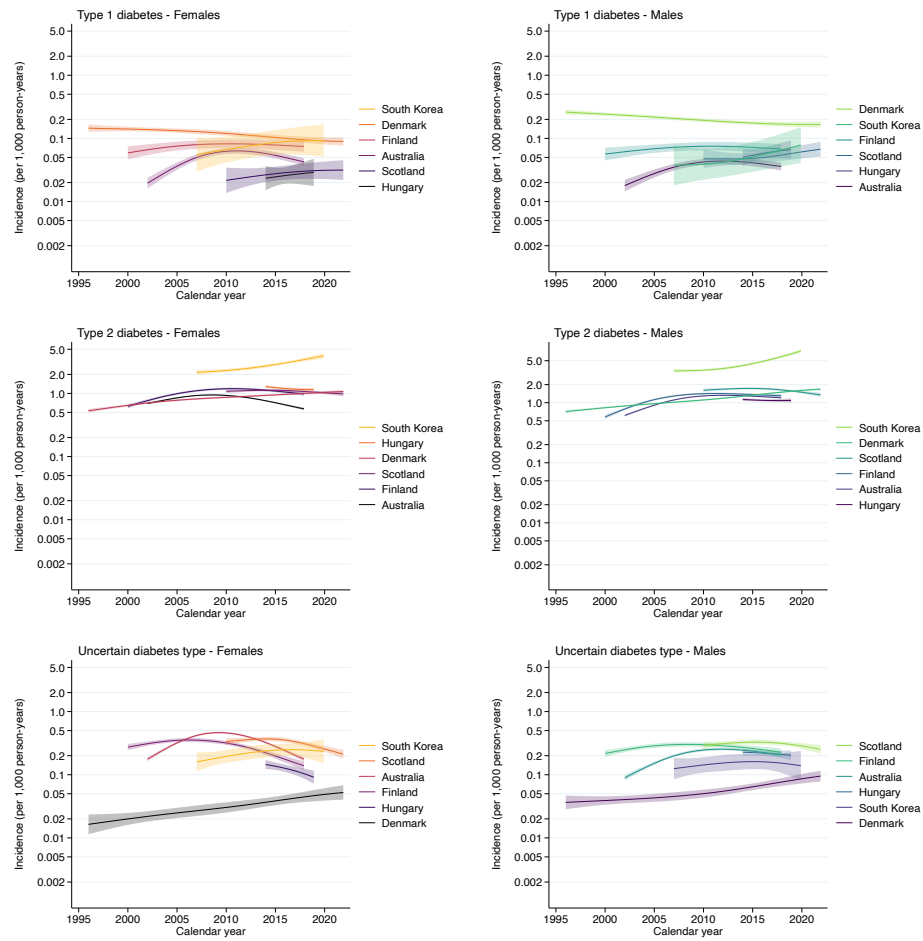 Type 1 diabetes - Females
Incidence (per 1,000 person-years)
5.0
2.0
1.0
0.5
0.2
0.1
0.05
0.02
0.01
0.005
0.002
1995 2000 2005 2010 2015 2020
Calendar year
South Korea
Denmark
Finland
Australia
Scotland
Hungary
Type 1 diabetes - Males
Incidence (per 1,000 person-years)
5.0
2.0
1.0
0.5
0.2
0.1
0.05
0.02
0.01
0.005
0.002
1995 2000 2005 2010 2015 2020
Calendar year
Denmark
South Korea
Finland
Scotland
Hungary
Australia
Type 2 diabetes - Females
Incidence (per 1,000 person-years)
5.0
2.0
1.0
0.5
0.2
0.1
0.05
0.02
0.01
0.005
0.002
1995 2000 2005 2010 2015 2020
Calendar year
South Korea
Hungary
Denmark
Scotland
Finland
Australia
Type 2 diabetes - Males
Incidence (per 1,000 person-years)
5.0
2.0
1.0
0.5
0.2
0.1
0.05
0.02
0.01
0.005
0.002
1995 2000 2005 2010 2015 2020
Calendar year
South Korea
Denmark
Scotland
Finland
Australia
Hungary
Uncertain diabetes type - Females
Incidence (per 1,000 person-years)
5.0
2.0
1.0
0.5
0.2
0.1
0.05
0.02
0.01
0.005
0.002
1995 2000 2005 2010 2015 2020
Calendar year
South Korea
Scotland
Australia
Finland
Hungary
Denmark
Uncertain diabetes type - Males
Incidence (per 1,000 person-years)
5.0
2.0
1.0
0.5
0.2
0.1
0.05
0.02
0.01
0.005
0.002
1995 2000 2005 2010 2015 2020
Calendar year
Scotland
Finland
Australia
Hungary
South Korea
Denmark